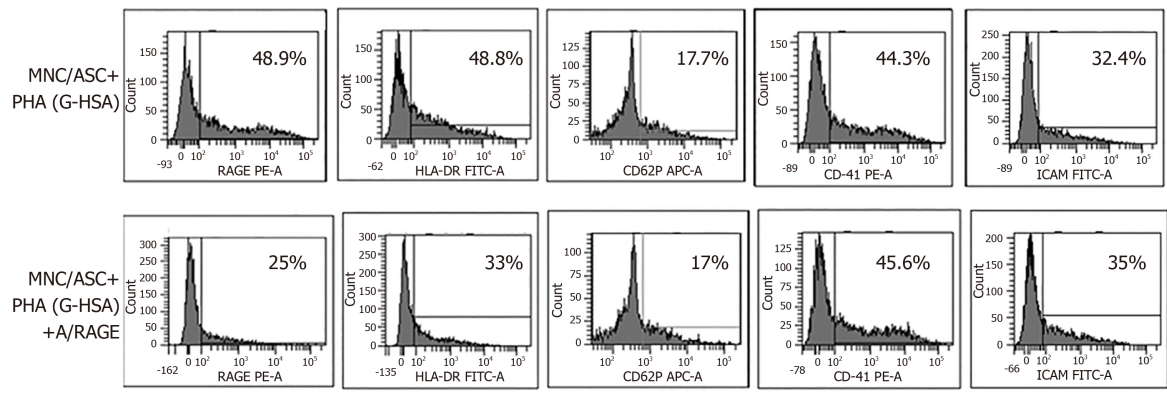 MNC/ASC+
PHA (G-HSA)
Count
150
100
50
0
48.9%
-93
0 10² 10³ 10⁴ 10⁵
RAGE PE-A
Count
150
100
50
0
48.8%
-62
0 10² 10³ 10⁴ 10⁵
HLA-DR FITC-A
Count
125
100
75
50
25
0
17.7%
10² 10³ 10⁴ 10⁵
CD62P APC-A
Count
150
100
50
0
44.3%
-89
0 10² 10³ 10⁴ 10⁵
CD-41 PE-A
Count
250
200
150
100
50
0
32.4%
-89
0 10² 10³ 10⁴ 10⁵
ICAM FITC-A
MNC/ASC+
PHA (G-HSA)
+A/RAGE
Count
300
250
200
150
100
50
0
25%
-162
0 10² 10³ 10⁴ 10⁵
RAGE PE-A
Count
300
250
200
150
100
50
0
33%
-135
0 10² 10³ 10⁴ 10⁵
HLA-DR FITC-A
Count
100
75
50
25
0
17%
10² 10³ 10⁴ 10⁵
CD62P APC-A
Count
125
100
75
50
25
0
45.6%
-78
0 10² 10³ 10⁴ 10⁵
CD-41 PE-A
Count
200
150
100
50
0
35%
-66
0 10² 10³ 10⁴ 10⁵
ICAM FITC-A